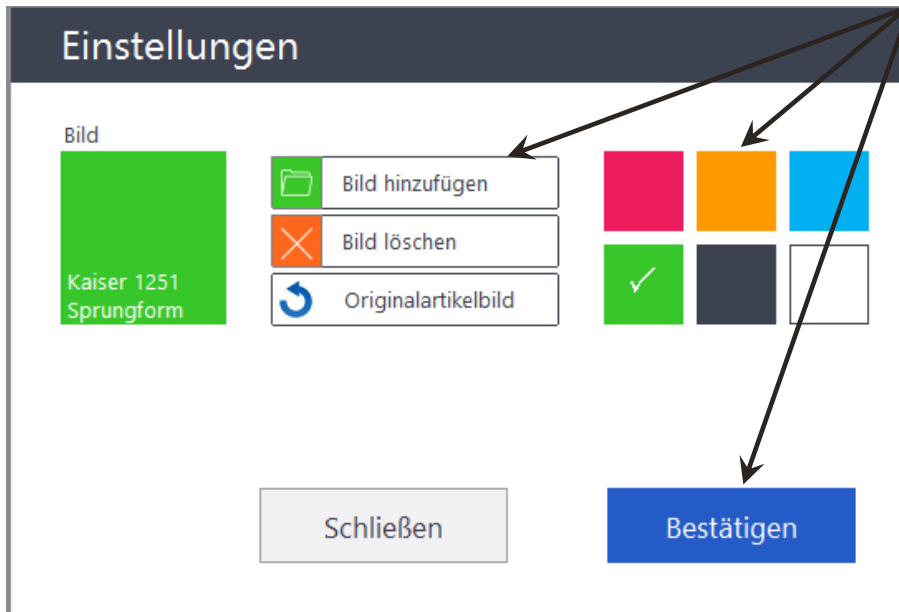 Einstellungen
Bild
Kaiser 1251
Sprungform
Bild hinzufügen
Bild löschen
Originalartikelbild
Schließen
Bestätigen